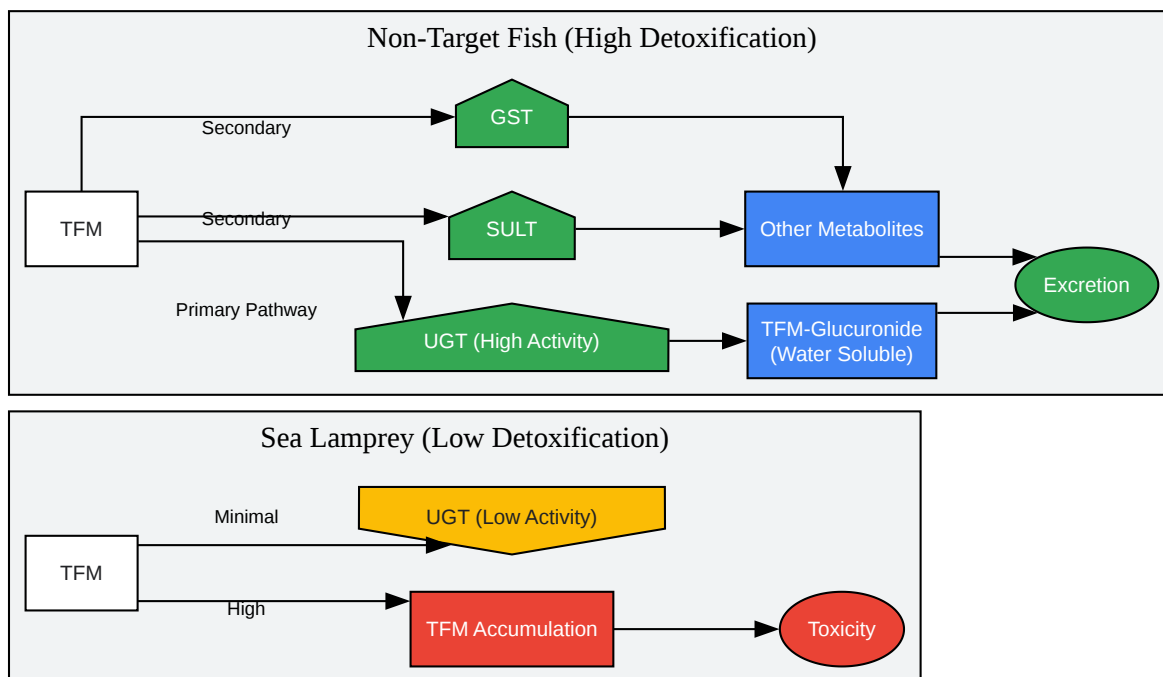 Non-Target Fish (High Detoxification)
GST
Secondary
TFM
Secondary
SULT
Other Metabolites
Excretion
Primary Pathway
UGT (High Activity)
TFM-Glucuronide
(Water Soluble)
Sea Lamprey (Low Detoxification)
Minimal
UGT (Low Activity)
TFM
High
TFM Accumulation
Toxicity